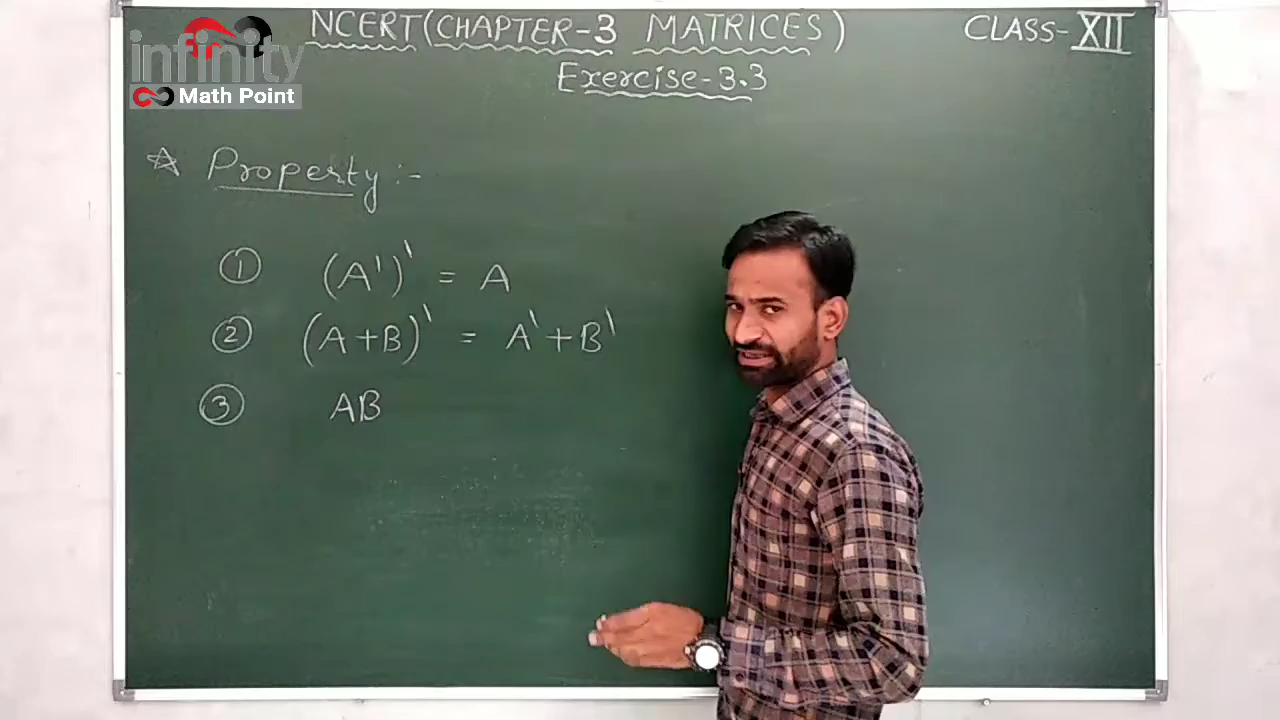 infinity
Math Point
NCERT (CHAPTER-3 MATRICES)
CLASS-XII
Exercise-3.3
☆ Property :-
① (A')' = A
② (A+B)' = A'+B'
③ AB